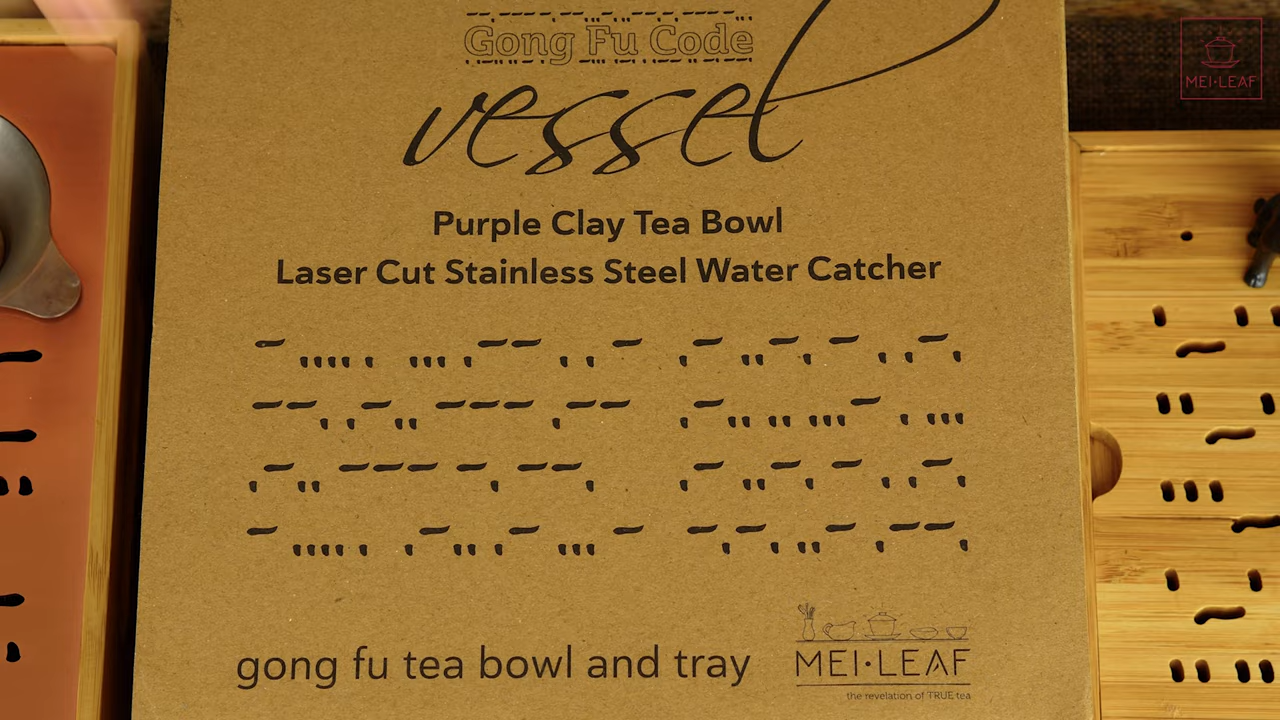 Gong Fu Code
vessel
Purple Clay Tea Bowl
Laser Cut Stainless Steel Water Catcher
gong fu tea bowl and tray
MEI·LEAF
the revelation of TRUE tea
MEI·LEAF